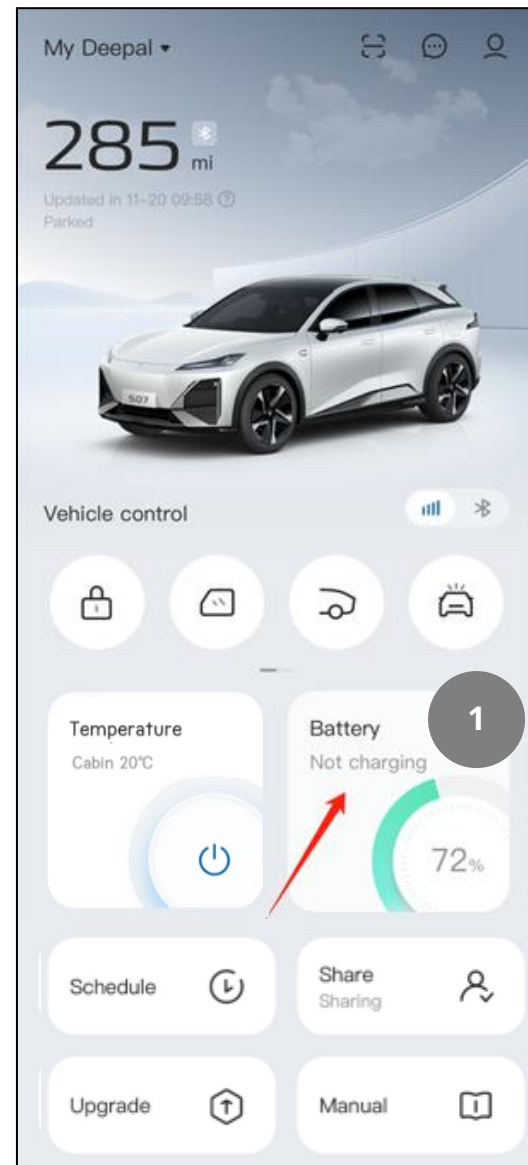 My Deepal
285 mi
Updated in 11-20 09:58
Parked
S07
Vehicle control
Temperature
Cabin 20℃
Battery
Not charging
1
72%
Schedule
Share
Sharing
Upgrade
Manual